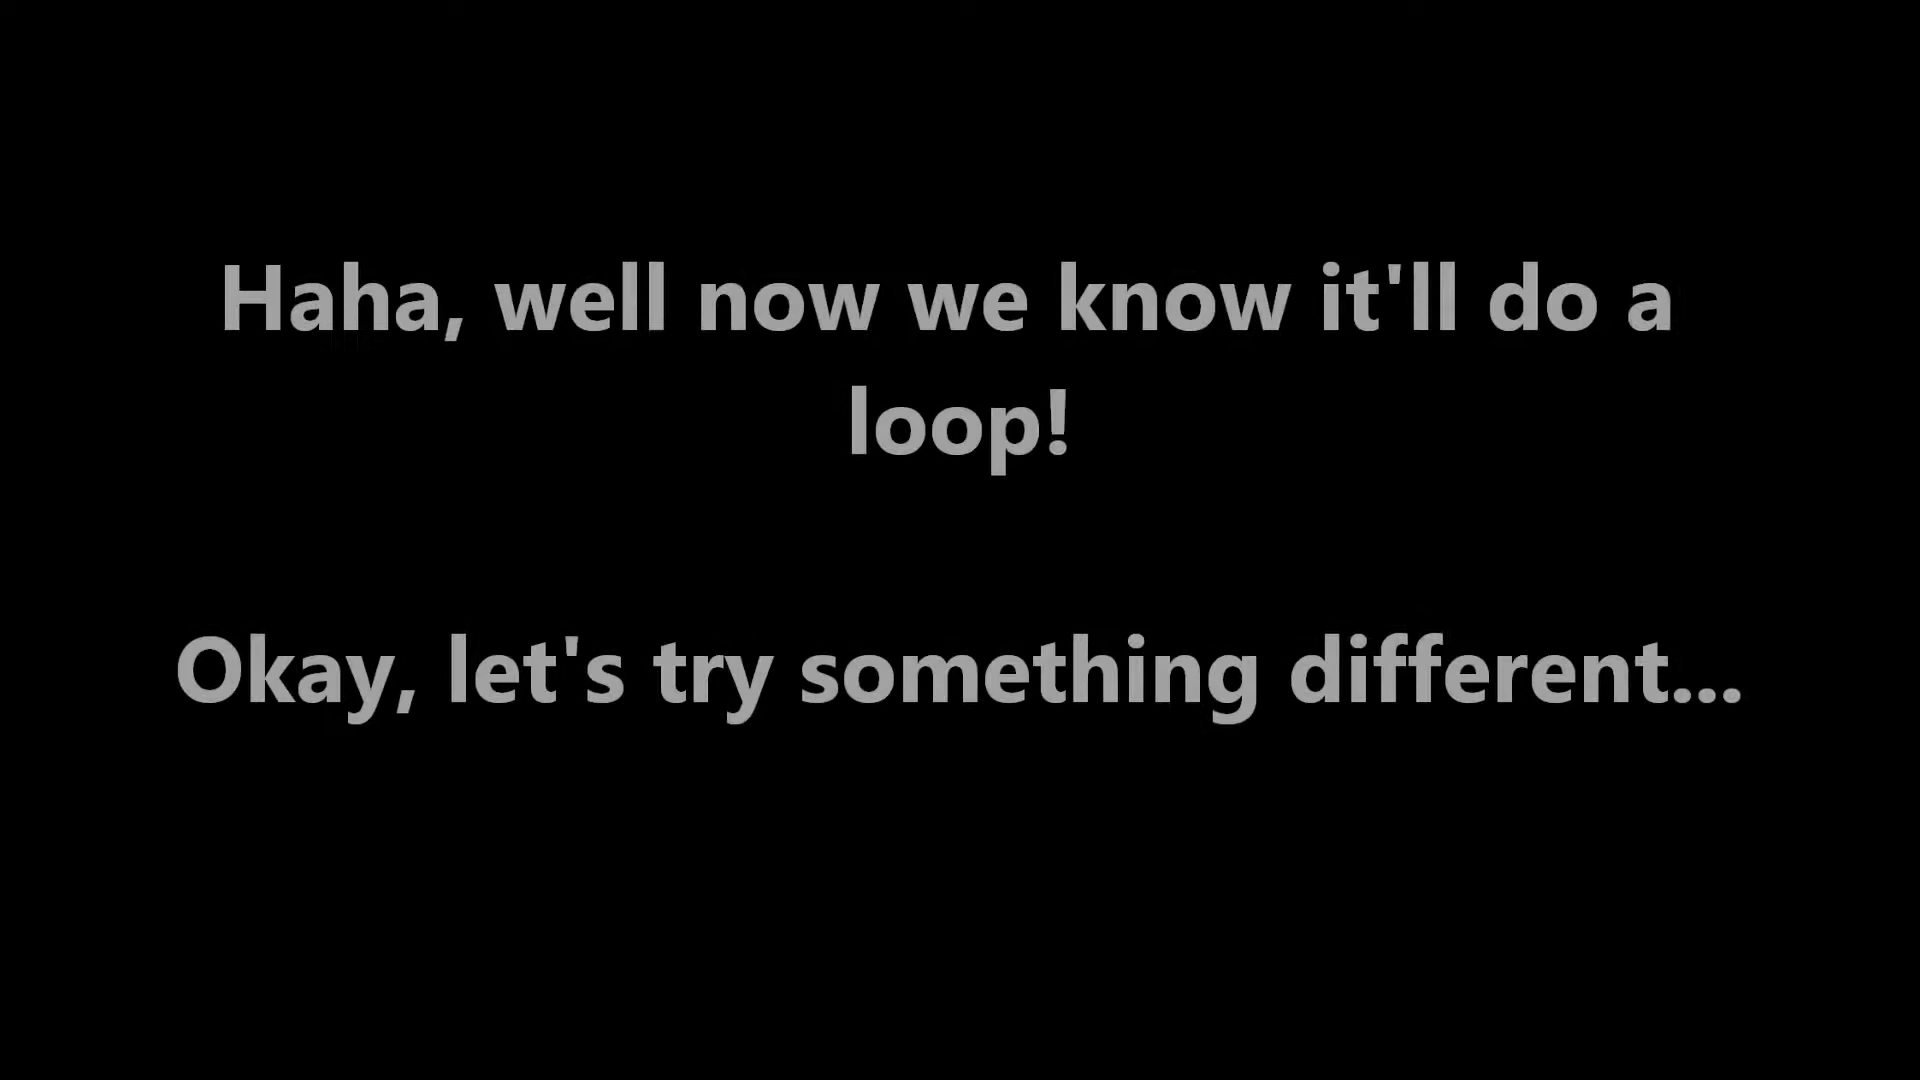 Haha, well now we know it'll do a
loop!
Okay, let's try something different...